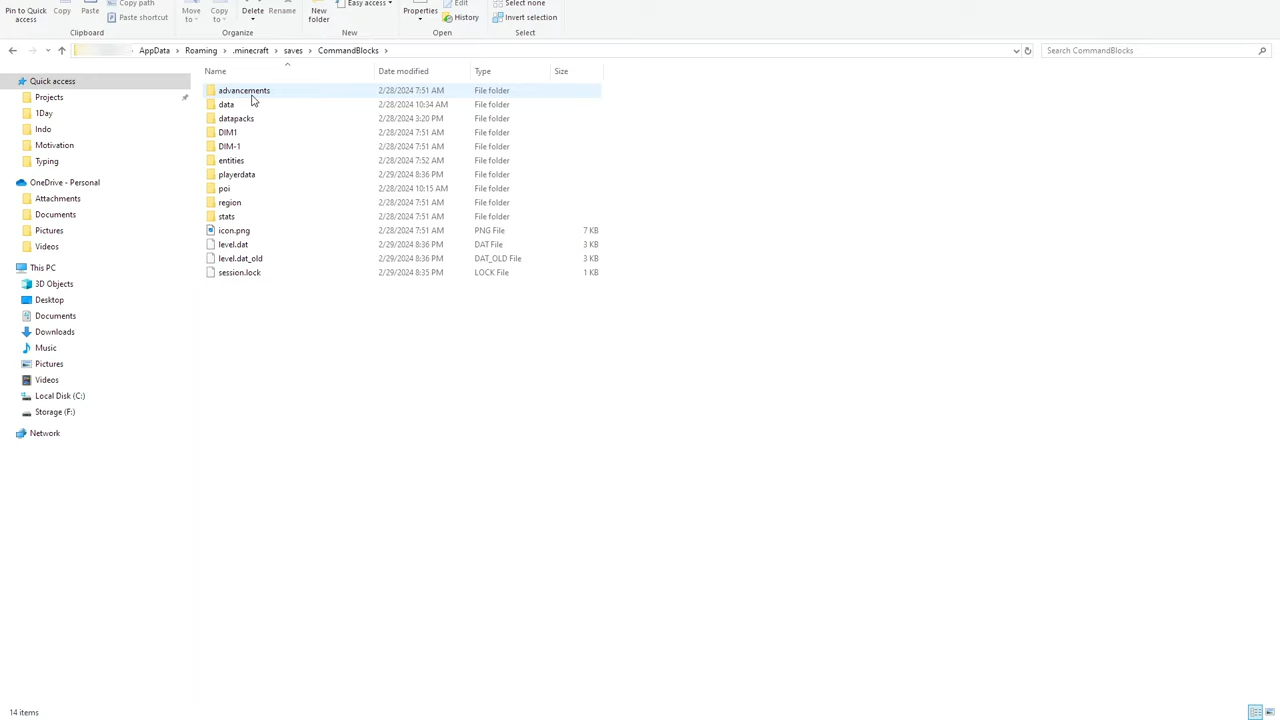 Pin to Quick access
Copy
Paste
Copy path
Paste shortcut
Clipboard
Move to
Copy to
Delete
Rename
Organize
New folder
Easy access
New
Properties
Edit
History
Open
Select none
Invert selection
Select
AppData > Roaming > .minecraft > saves > CommandBlocks >
Search CommandBlocks
Name Date modified Type Size
advancements 2/28/2024 7:51 AM File folder
data 2/28/2024 10:34 AM File folder
datapacks 2/28/2024 3:20 PM File folder
DIM1 2/28/2024 7:51 AM File folder
DIM-1 2/28/2024 7:51 AM File folder
entities 2/28/2024 7:52 AM File folder
playerdata 2/29/2024 8:36 PM File folder
poi 2/28/2024 10:15 AM File folder
region 2/28/2024 7:51 AM File folder
stats 2/28/2024 7:51 AM File folder
icon.png 2/28/2024 7:51 AM PNG File 7 KB
level.dat 2/29/2024 8:36 PM DAT File 3 KB
level.dat_old 2/29/2024 8:36 PM DAT_OLD File 3 KB
session.lock 2/29/2024 8:35 PM LOCK File 1 KB
Quick access
Projects
1Day
Indo
Motivation
Typing
OneDrive - Personal
Attachments
Documents
Pictures
Videos
This PC
3D Objects
Desktop
Documents
Downloads
Music
Pictures
Videos
Local Disk (C:)
Storage (F:)
Network
14 items